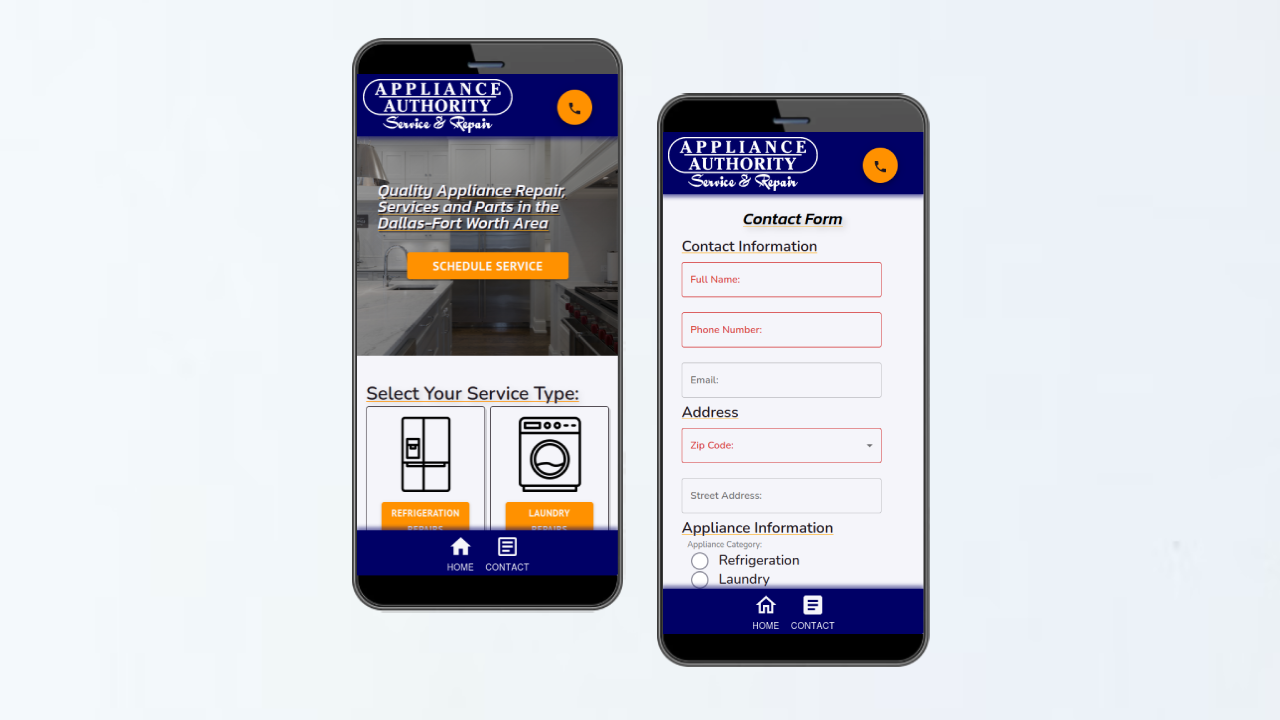 APPLIANCE
AUTHORITY
Service & Repair
Quality Appliance Repair,
Services and Parts in the
Dallas-Fort Worth Area
SCHEDULE SERVICE
Select Your Service Type:
REFRIGERATION
REPAIRS
LAUNDRY
REPAIRS
HOME
CONTACT
APPLIANCE
AUTHORITY
Service & Repair
Contact Form
Contact Information
Full Name:
Phone Number:
Email:
Address
Zip Code:
Street Address:
Appliance Information
Appliance Category:
Refrigeration
Laundry
HOME
CONTACT